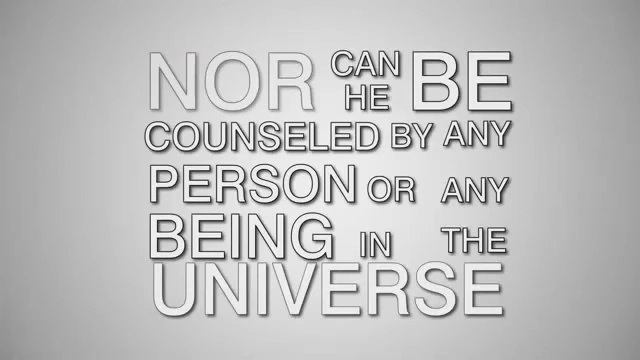 NOR CAN HE BE
COUNSELED BY ANY
PERSON OR ANY
BEING IN THE
UNIVERSE